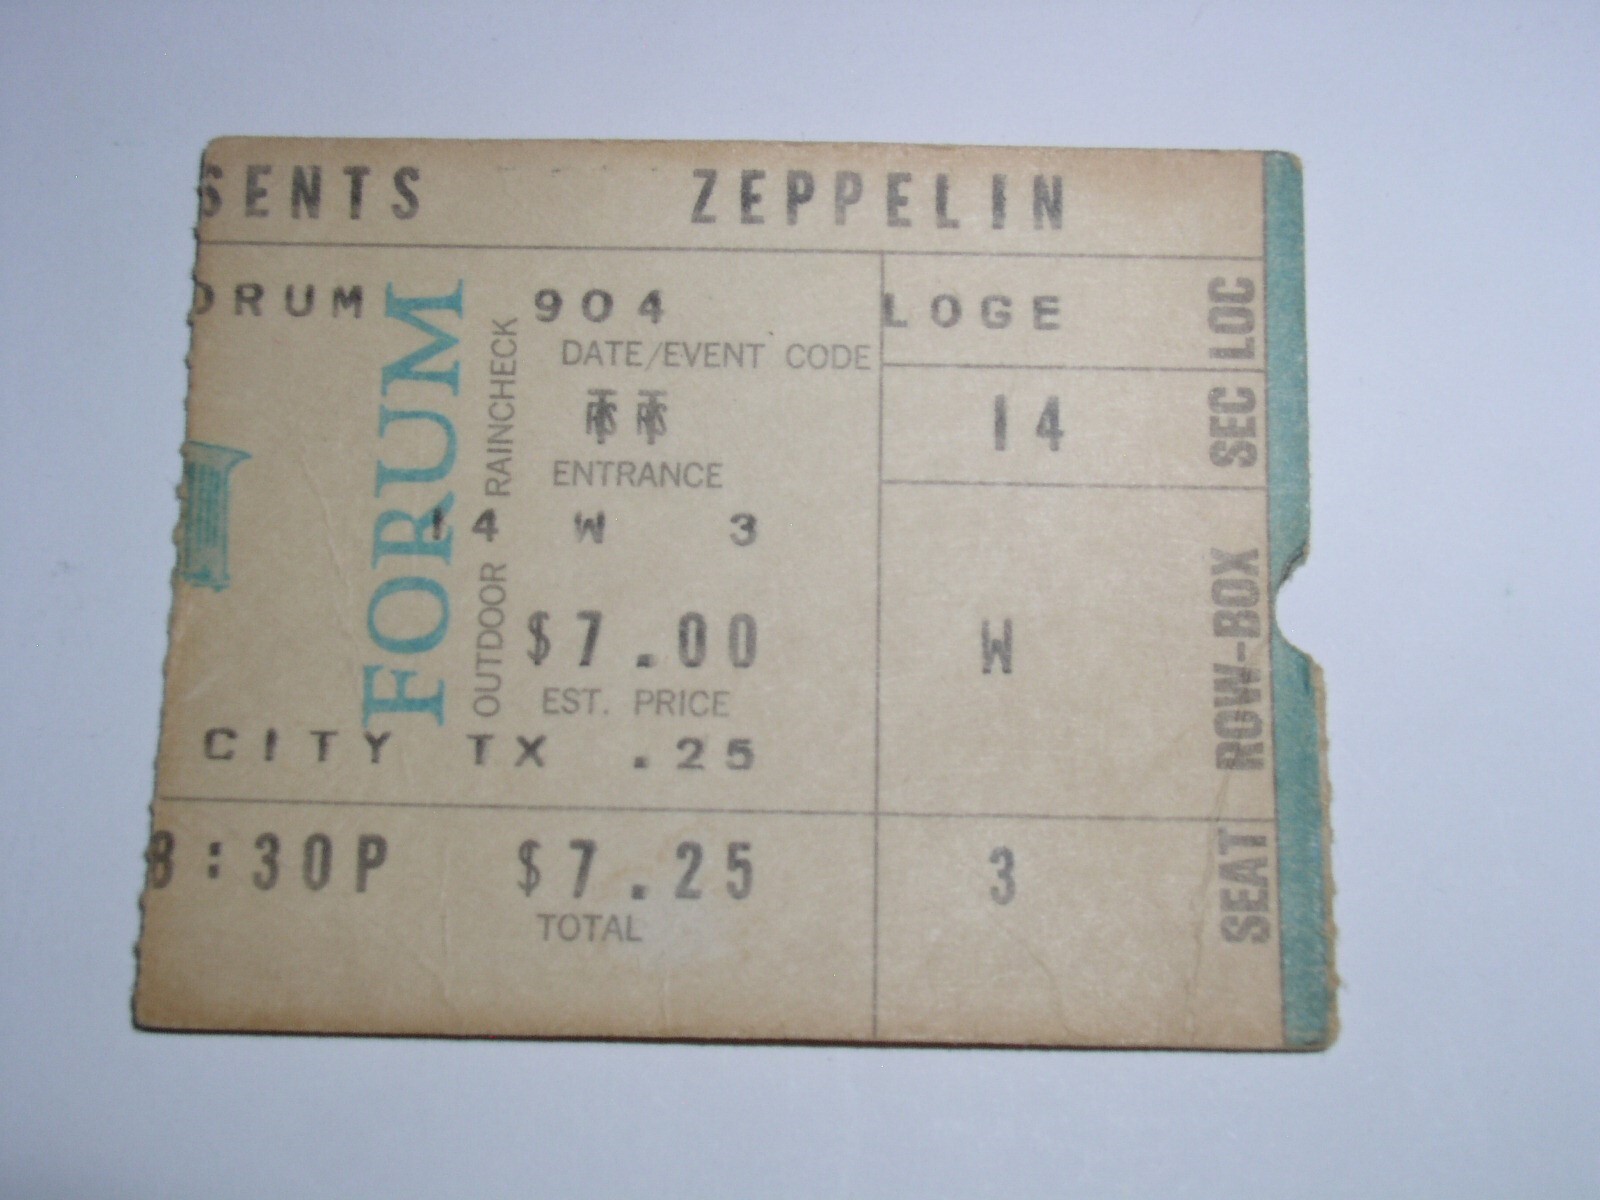 SENTS ZEPPELIN
ORUM 904 LOGE LOC
DATE/EVENT CODE
FORUM
OUTDOOR RAINCHECK
14 SEC
ENTRANCE
14 W 3
$7.00 W ROW-BOX
EST. PRICE
CITY TX .25
8:30P $7.25 3 SEAT
TOTAL